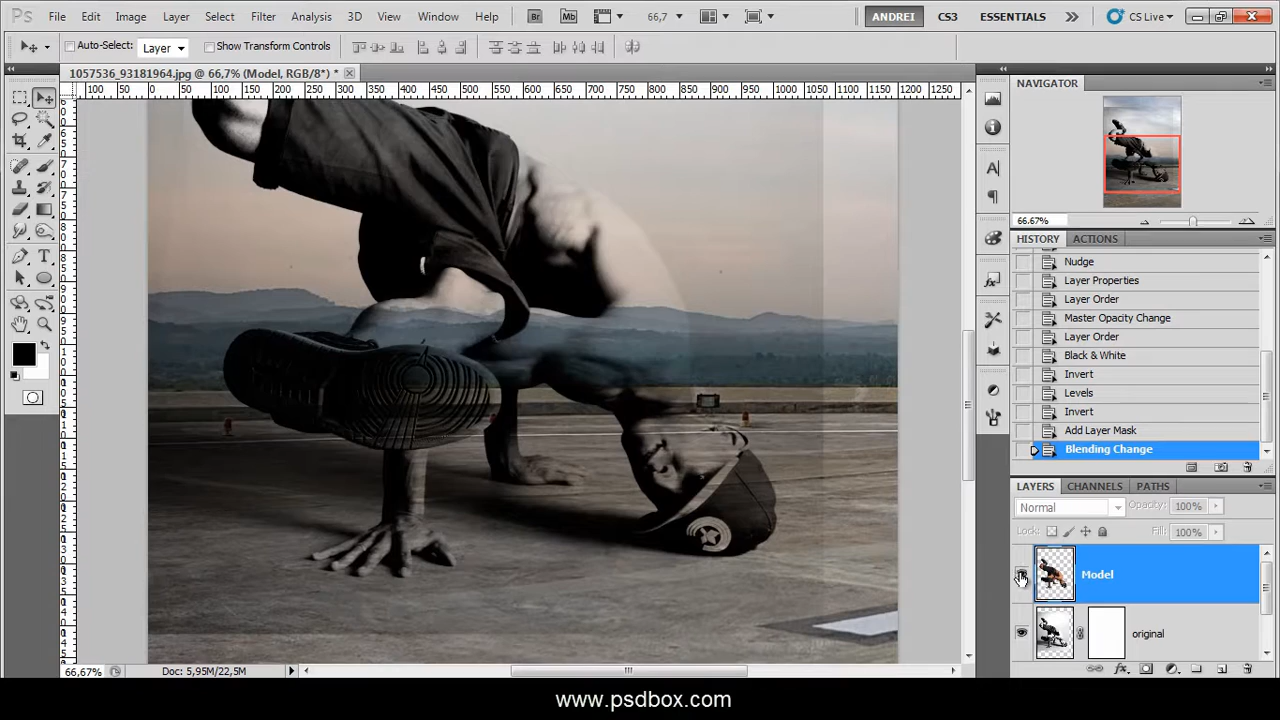 Ps File Edit Image Layer Select Filter Analysis 3D View Window Help Br Mb 66,7 ANDREI CS3 ESSENTIALS CS Live
Auto-Select: Layer Show Transform Controls
1057536_93181964.jpg @ 66,7% (Model, RGB/8*) *
100 50 0 50 100 150 200 250 300 350 400 450 500 550 600 650 700 750 800 850 900 950 1000 1050 1100 1150 1200 1250
NAVIGATOR
66.67%
HISTORY ACTIONS
Nudge
Layer Properties
Layer Order
Master Opacity Change
Layer Order
Black & White
Invert
Levels
Invert
Add Layer Mask
Blending Change
LAYERS CHANNELS PATHS
Normal Opacity: 100%
Lock: Fill: 100%
Model
original
66,67% Doc: 5,95M/22,5M
www.psdbox.com